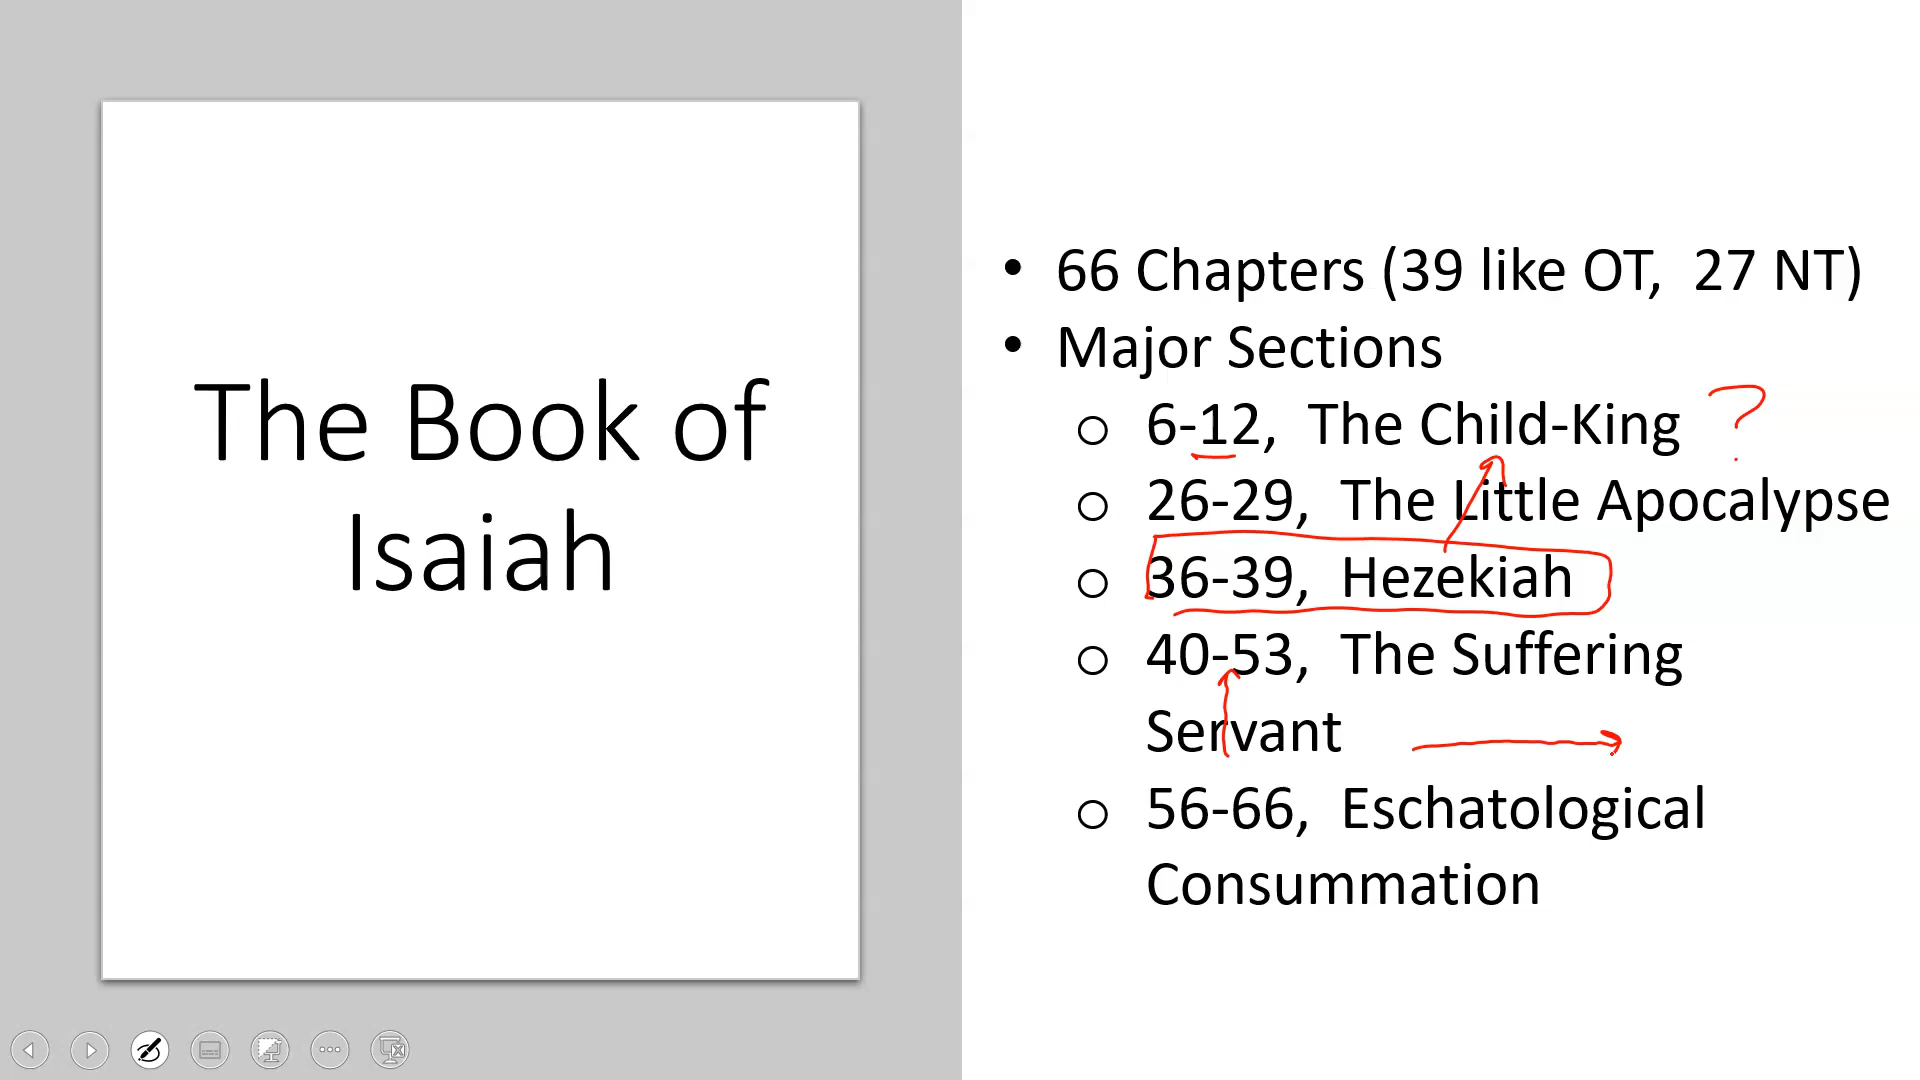 The Book of
Isaiah
• 66 Chapters (39 like OT,  27 NT)
• Major Sections
o 6-12,  The Child-King ?
o 26-29,  The Little Apocalypse
o 36-39,  Hezekiah
o 40-53,  The Suffering
Servant
o 56-66,  Eschatological
Consummation